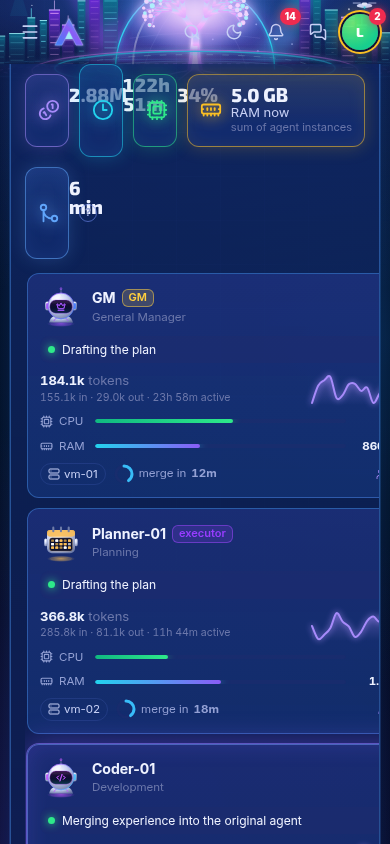 14
2
L
2.88M
122h
51
34%
5.0 GB
RAM now
sum of agent instances
6
min
GM GM
General Manager
Drafting the plan
184.1k tokens
155.1k in · 29.0k out · 23h 58m active
CPU
RAM
vm-01 merge in 12m
Planner-01 executor
Planning
Drafting the plan
366.8k tokens
285.8k in · 81.1k out · 11h 44m active
CPU
RAM 1.
vm-02 merge in 18m
Coder-01
Development
Merging experience into the original agent